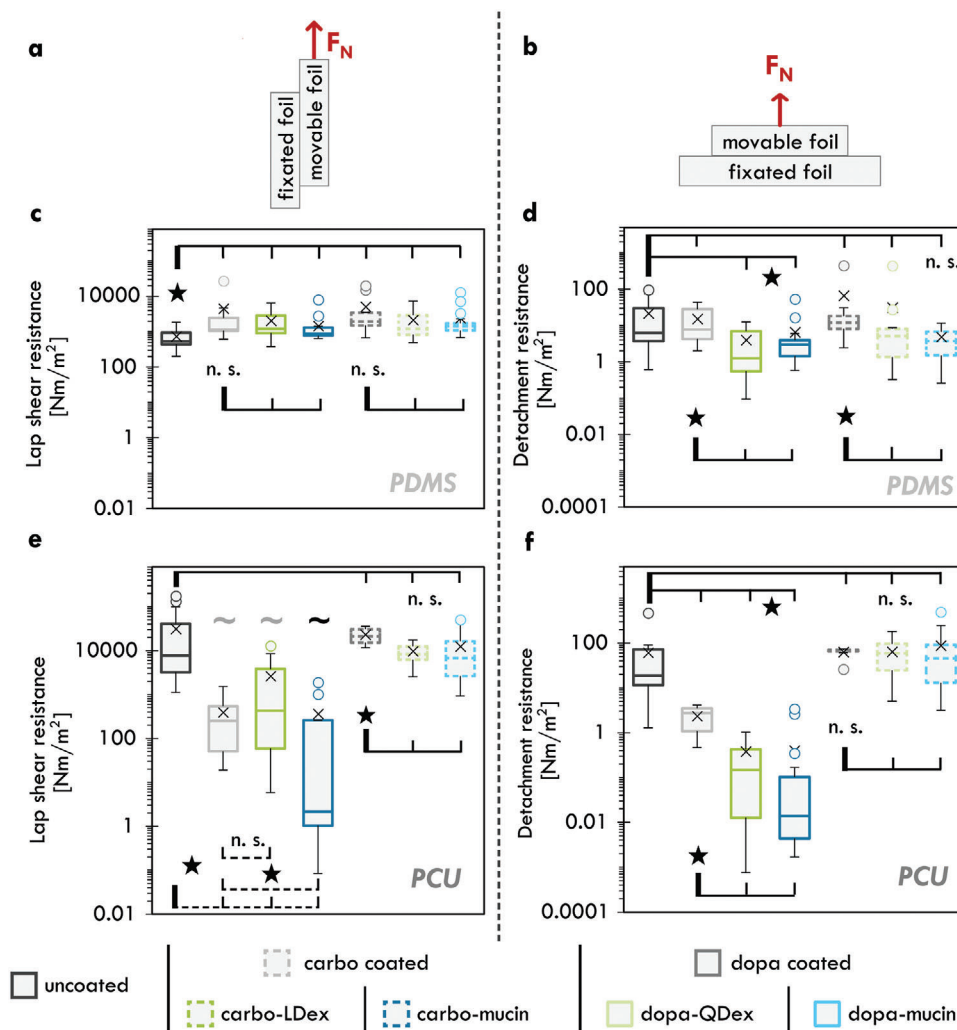 a
F_N
fixated foil
movable foil
b
F_N
movable foil
fixated foil
c
Lap shear resistance
[Nm/m²]
10000
100
1
0.01
n. s.
n. s.
PDMS
d
Detachment resistance
[Nm/m²]
100
1
0.01
0.0001
n. s.
PDMS
e
Lap shear resistance
[Nm/m²]
10000
100
1
0.01
~ ~ ~
n. s.
n. s.
PCU
f
Detachment resistance
[Nm/m²]
100
1
0.01
0.0001
n. s.
n. s.
PCU
uncoated
carbo coated
dopa coated
carbo-LDex
carbo-mucin
dopa-QDex
dopa-mucin